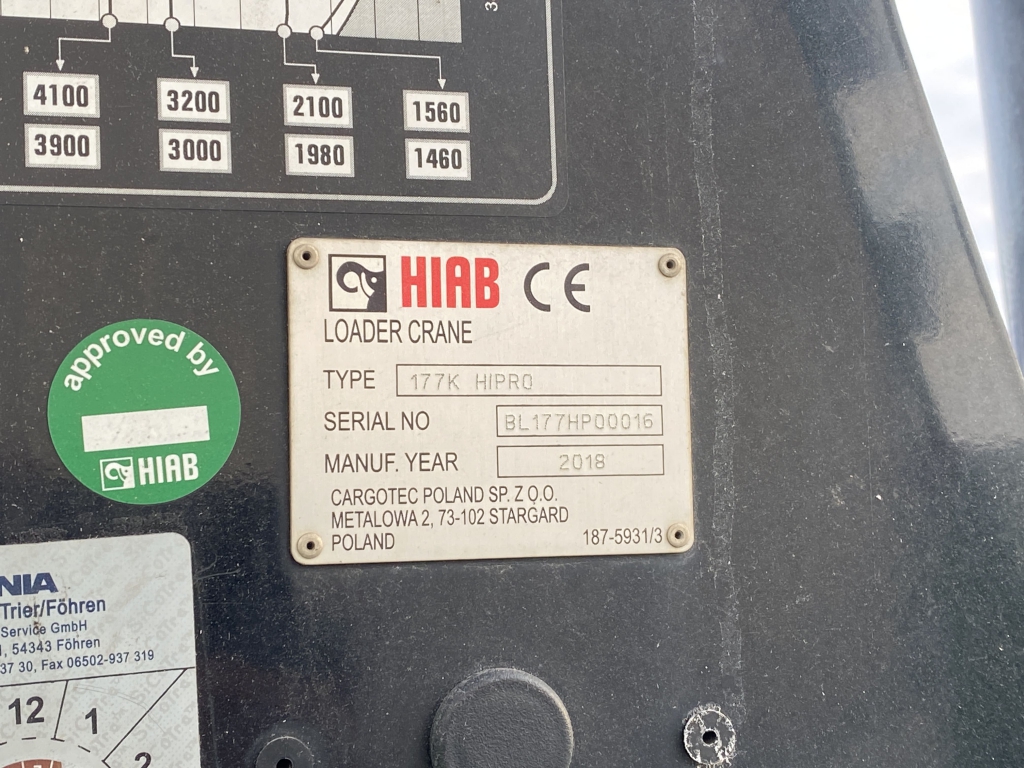 3
4100 3200 2100 1560
3900 3000 1980 1460
HIAB CE
LOADER CRANE
TYPE 177K HIPRO
SERIAL NO BL177HP00016
MANUF. YEAR 2018
CARGOTEC POLAND SP. Z O.O.
METALOWA 2, 73-102 STARGARD
POLAND 187-5931/3
approved by
HIAB
NIA
Trier/Föhren
Service GmbH
, 54343 Föhren
37 30, Fax 06502-937 319
12 1 2